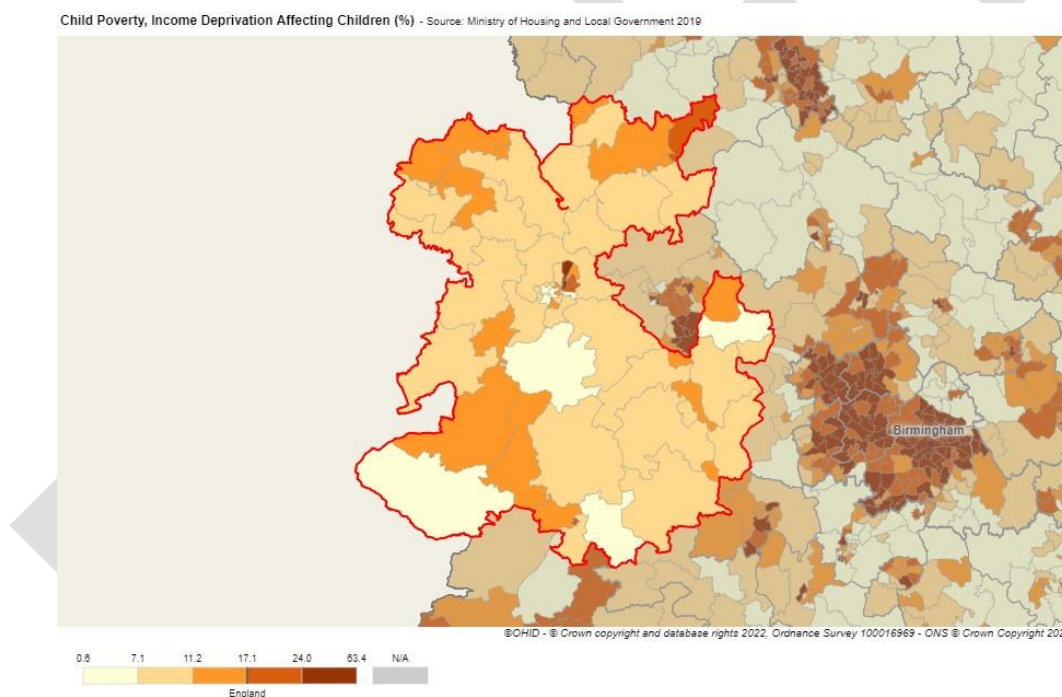 Child Poverty, Income Deprivation Affecting Children (%) - Source: Ministry of Housing and Local Government 2019
Birmingham
©OHID - © Crown copyright and database rights 2022, Ordnance Survey 100016969 - ONS © Crown Copyright 202
0.6 7.1 11.2 17.1 24.0 63.4 N/A
England